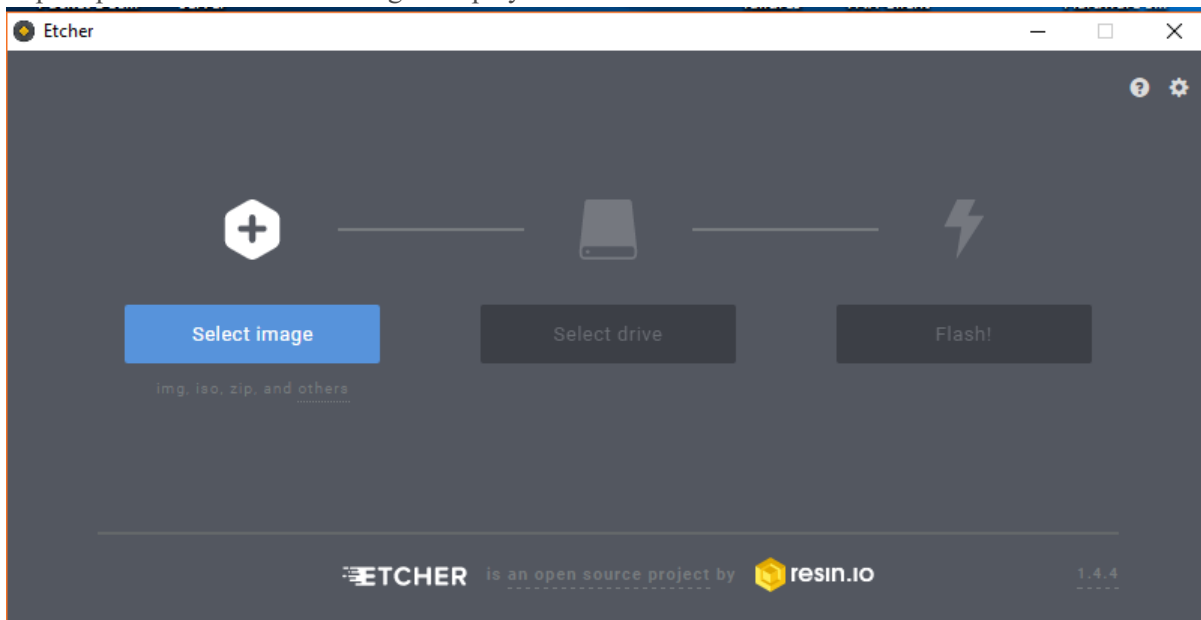 Etcher
Select image
Select drive
Flash!
img, iso, zip, and others
ETCHER is an open source project by resin.io
1.4.4